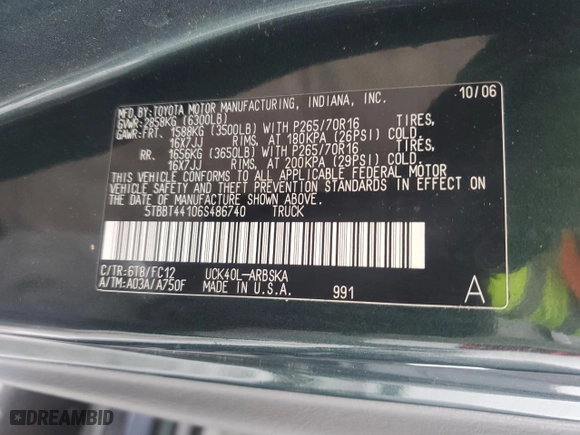 MFD. BY: TOYOTA MOTOR MANUFACTURING, INDIANA, INC. 10/06
GVWR: 2858KG (6300LB)
GAWR: FRT. 1588KG (3500LB) WITH P265/70R16 TIRES,
16X7JJ RIMS, AT 180KPA (26PSI) COLD.
RR. 1656KG (3650LB) WITH P265/70R16 TIRES,
16X7JJ RIMS, AT 200KPA (29PSI) COLD.
THIS VEHICLE CONFORMS TO ALL APPLICABLE FEDERAL MOTOR
VEHICLE SAFETY AND THEFT PREVENTION STANDARDS IN EFFECT ON
THE DATE OF MANUFACTURE SHOWN ABOVE.
5TBBT44106S486740 TRUCK
C/TR: 6T8/FC12 UCK40L-ARBSKA
A/TM: A03A/A750F MADE IN U.S.A. 991 A
DREAMBID